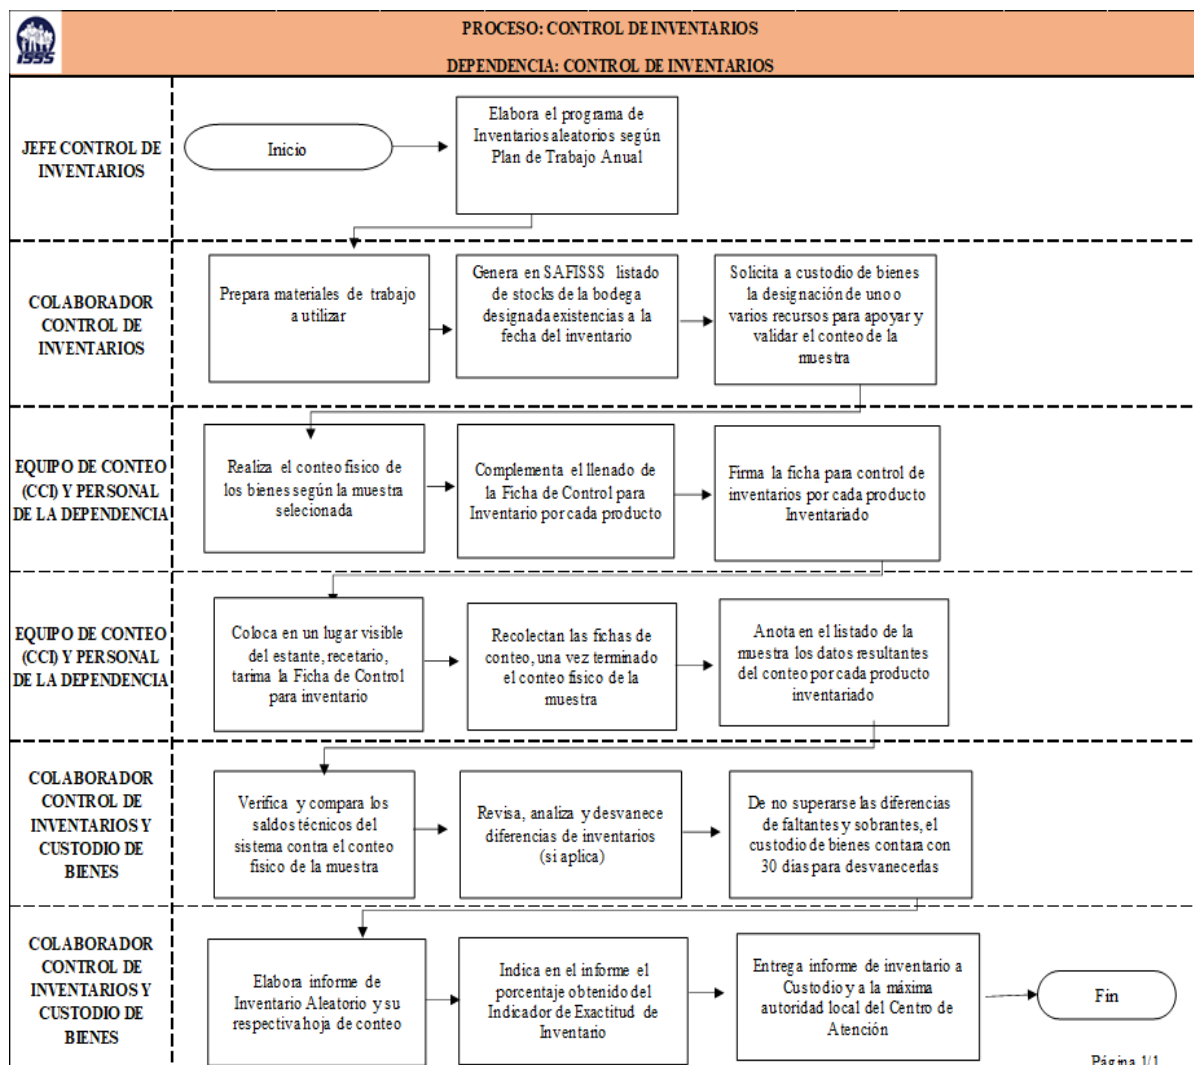 PROCESO: CONTROL DE INVENTARIOS
DEPENDENCIA: CONTROL DE INVENTARIOS
ISSS
JEFE CONTROL DE
INVENTARIOS
Inicio
Elabora el programa de
Inventarios aleatorios según
Plan de Trabajo Anual
COLABORADOR
CONTROL DE
INVENTARIOS
Prepara materiales de trabajo
a utilizar
Genera en SAFISSS listado
de stocks de la bodega
designada existencias a la
fecha del inventario
Solicita a custodio de bienes
la designación de uno o
varios recursos para apoyar y
validar el conteo de la
muestra
EQUIPO DE CONTEO
(CCI) Y PERSONAL
DE LA DEPENDENCIA
Realiza el conteo fisico de
los bienes según la muestra
selecionada
Complementa el llenado de
la Ficha de Control para
Inventario por cada producto
Firma la ficha para control de
inventarios por cada producto
Inventariado
EQUIPO DE CONTEO
(CCI) Y PERSONAL
DE LA DEPENDENCIA
Coloca en un lugar visible
del estante, recetario,
tarima la Ficha de Control
para inventario
Recolectan las fichas de
conteo, una vez terminado
el conteo fisico de la
muestra
Anota en el listado de la
muestra los datos resultantes
del conteo por cada producto
inventariado
COLABORADOR
CONTROL DE
INVENTARIOS Y
CUSTODIO DE
BIENES
Verifica y compara los
saldos técnicos del
sistema contra el conteo
fisico de la muestra
Revisa, analiza y desvanece
diferencias de inventarios
(si aplica)
De no superarse las diferencias
de faltantes y sobrantes, el
custodio de bienes contara con
30 días para desvanecerlas
COLABORADOR
CONTROL DE
INVENTARIOS Y
CUSTODIO DE
BIENES
Elabora informe de
Inventario Aleatorio y su
respectiva hoja de conteo
Indica en el informe el
porcentaje obtenido del
Indicador de Exactitud de
Inventario
Entrega informe de inventario a
Custodio y a la máxima
autoridad local del Centro de
Atención
Fin
Página 1/1